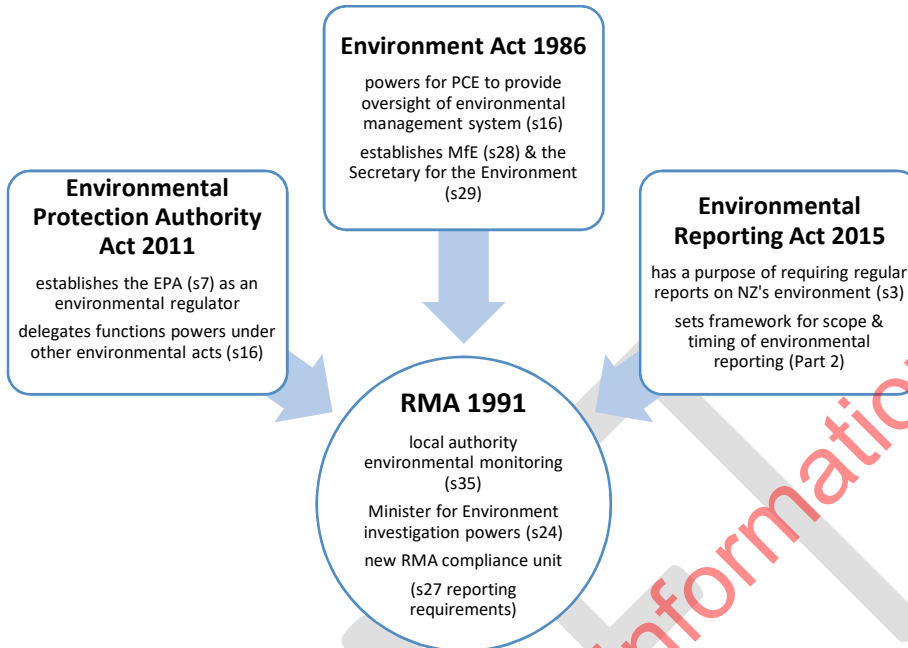 Environment Act 1986
powers for PCE to provide
oversight of environmental
management system (s16)
establishes MfE (s28) & the
Secretary for the Environment
(s29)
Environmental
Protection Authority
Act 2011
establishes the EPA (s7) as an
environmental regulator
delegates functions powers under
other environmental acts (s16)
Environmental
Reporting Act 2015
has a purpose of requiring regular
reports on NZ's environment (s3)
sets framework for scope &
timing of environmental
reporting (Part 2)
RMA 1991
local authority
environmental monitoring
(s35)
Minister for Environment
investigation powers (s24)
new RMA compliance unit
(s27 reporting
requirements)